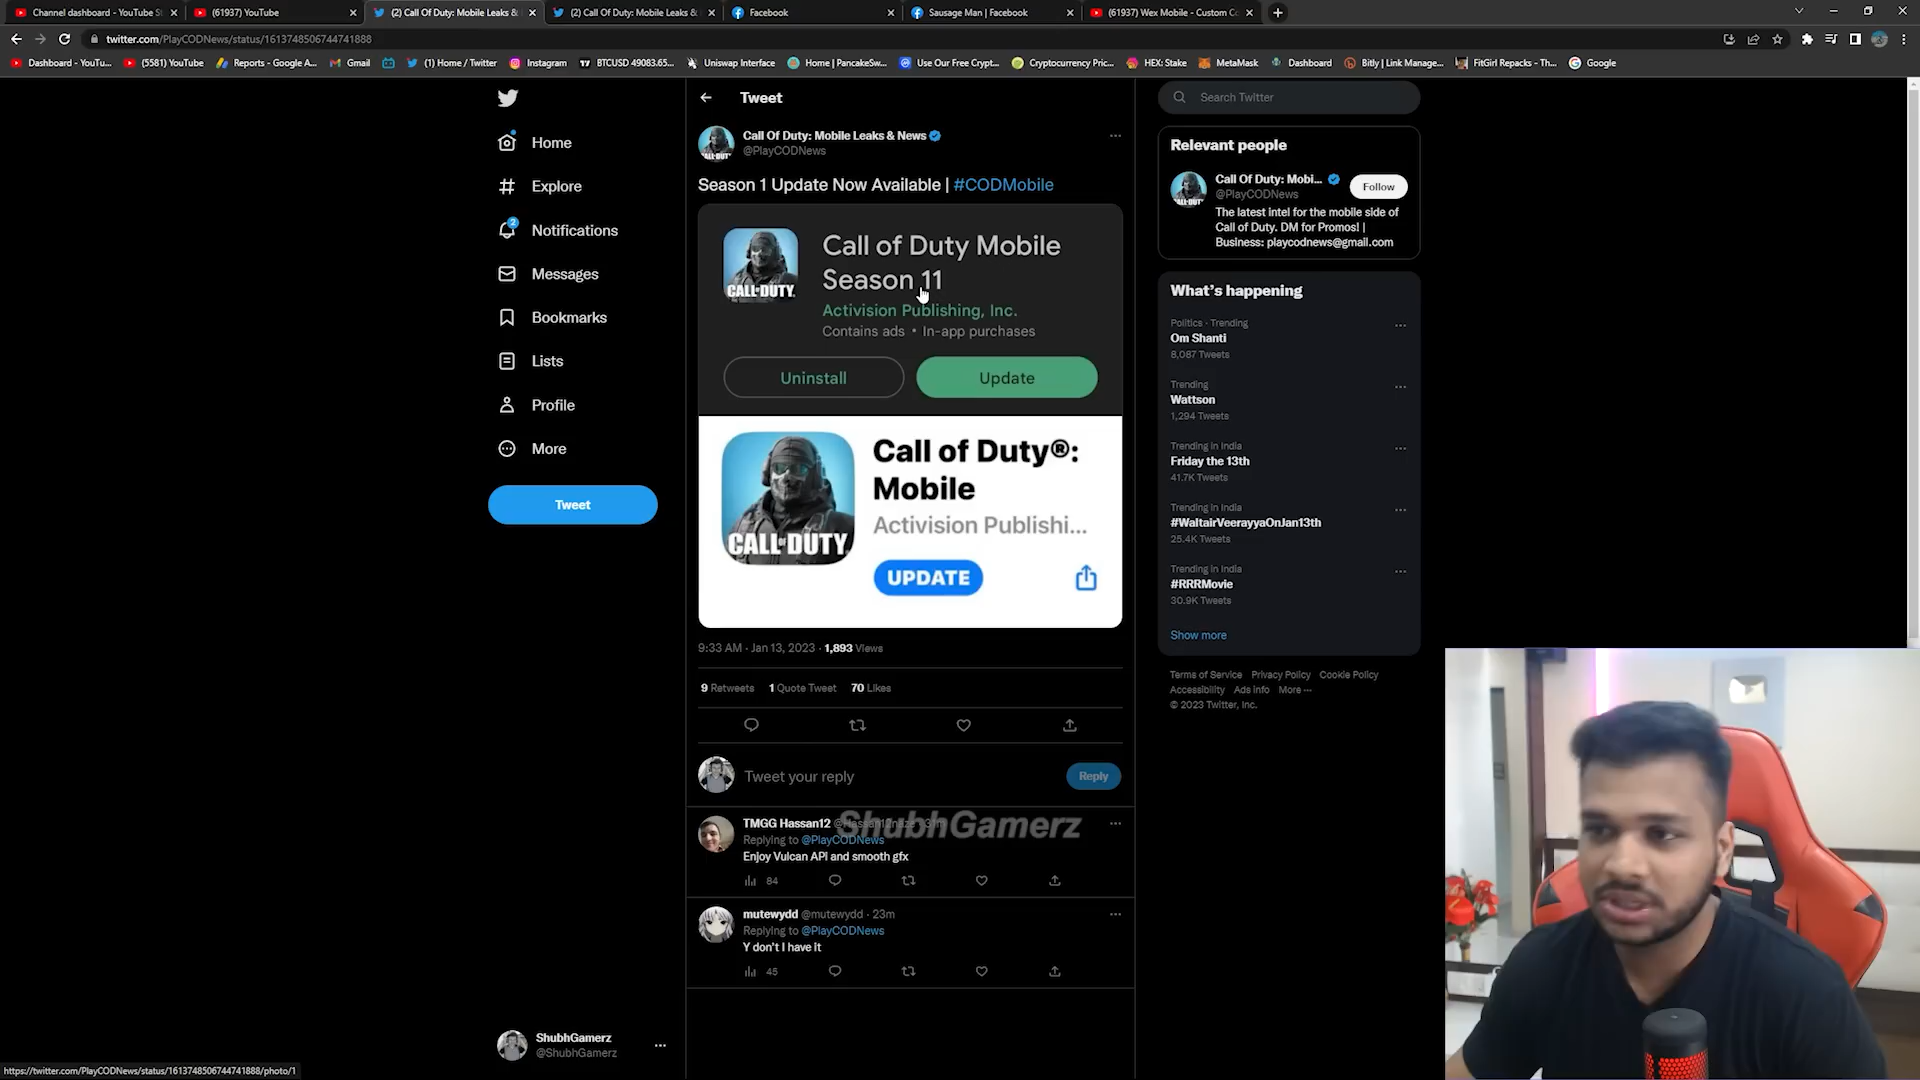 Channel dashboard - YouTube St
(61937) YouTube
(2) Call Of Duty: Mobile Leaks &
(2) Call Of Duty: Mobile Leaks &
Facebook
Sausage Man | Facebook
(61937) Wex Mobile - Custom Co
twitter.com/PlayCODNews/status/1613748506744741888
Dashboard - YouTu...
(5581) YouTube
Reports - Google A...
Gmail
(1) Home / Twitter
Instagram
BTCUSD 49083.65...
Uniswap Interface
Home | PancakeSw...
Use Our Free Crypt...
Cryptocurrency Pric...
HEX: Stake
MetaMask
Dashboard
Bitly | Link Manage...
FitGirl Repacks - Th...
Google
Home
Explore
2
Notifications
Messages
Bookmarks
Lists
Profile
More
Tweet
ShubhGamerz
@ShubhGamerz
Tweet
Call Of Duty: Mobile Leaks & News
@PlayCODNews
Season 1 Update Now Available | #CODMobile
CALL OF DUTY
Call of Duty Mobile
Season 11
Activision Publishing, Inc.
Contains ads • In-app purchases
Uninstall
Update
CALL OF DUTY
Call of Duty®:
Mobile
Activision Publishi...
UPDATE
9:33 AM · Jan 13, 2023 · 1,893 Views
9 Retweets 1 Quote Tweet 70 Likes
Tweet your reply
Reply
TMGG Hassan12
ShubhGamerz
Replying to @PlayCODNews
Enjoy Vulcan API and smooth gfx
84
mutewydd @mutewydd · 23m
Replying to @PlayCODNews
Y don't I have it
45
Search Twitter
Relevant people
Call Of Duty: Mobi...
Follow
@PlayCODNews
The latest intel for the mobile side of
Call of Duty. DM for Promos! |
Business: playcodnews@gmail.com
What's happening
Politics · Trending
Om Shanti
8,087 Tweets
Trending
Wattson
1,294 Tweets
Trending in India
Friday the 13th
41.7K Tweets
Trending in India
#WaltairVeerayyaOnJan13th
25.4K Tweets
Trending in India
#RRRMovie
30.9K Tweets
Show more
Terms of Service Privacy Policy Cookie Policy
Accessibility Ads info More ···
© 2023 Twitter, Inc.
https://twitter.com/PlayCODNews/status/1613748506744741888/photo/1